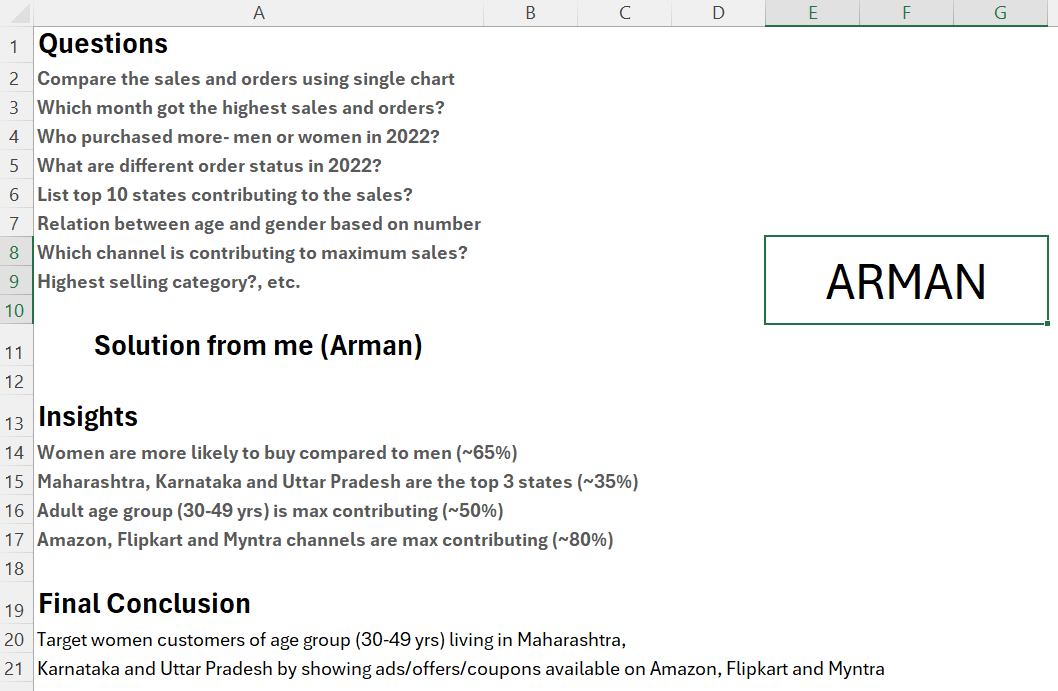 A B C D E F G
1 Questions
2 Compare the sales and orders using single chart
3 Which month got the highest sales and orders?
4 Who purchased more- men or women in 2022?
5 What are different order status in 2022?
6 List top 10 states contributing to the sales?
7 Relation between age and gender based on number
8 Which channel is contributing to maximum sales?
9 Highest selling category?, etc.
ARMAN
10
11 Solution from me (Arman)
12
13 Insights
14 Women are more likely to buy compared to men (~65%)
15 Maharashtra, Karnataka and Uttar Pradesh are the top 3 states (~35%)
16 Adult age group (30-49 yrs) is max contributing (~50%)
17 Amazon, Flipkart and Myntra channels are max contributing (~80%)
18
19 Final Conclusion
20 Target women customers of age group (30-49 yrs) living in Maharashtra,
21 Karnataka and Uttar Pradesh by showing ads/offers/coupons available on Amazon, Flipkart and Myntra